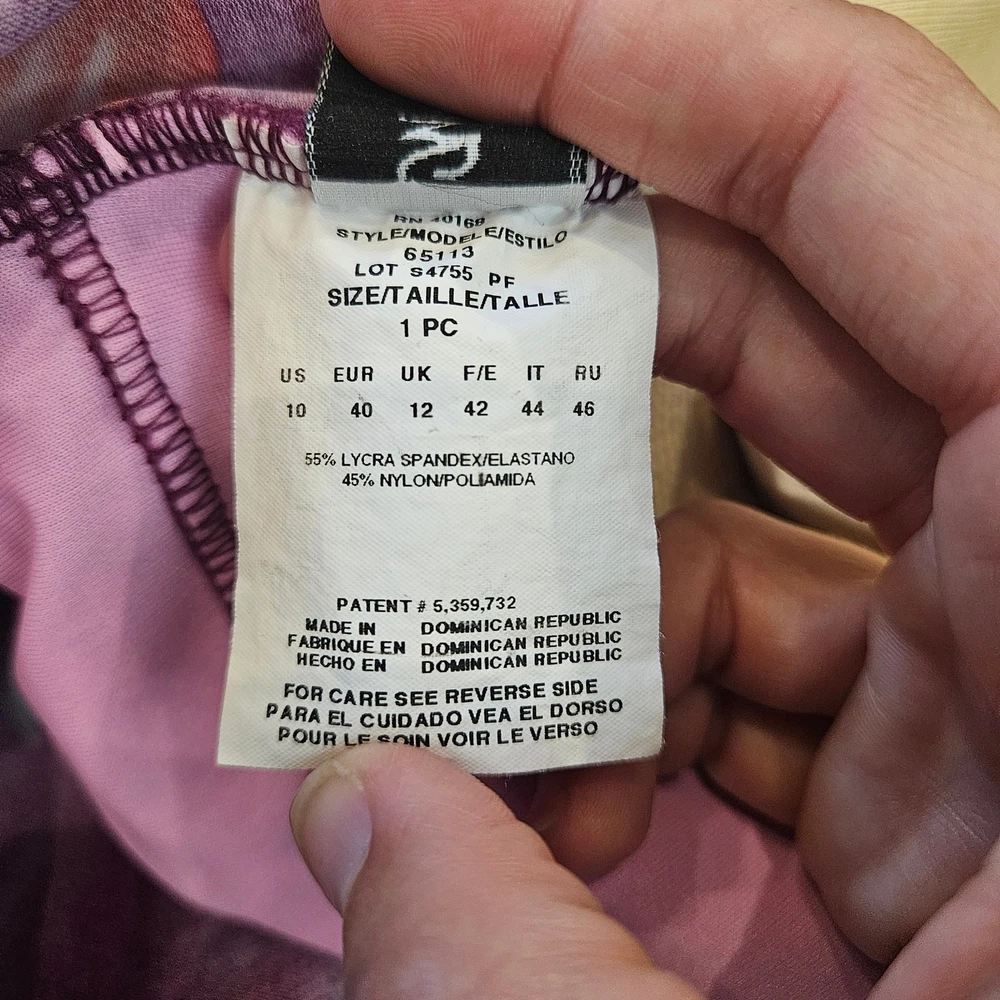 RN 40169
STYLE/MODELE/ESTILO
65113
LOT S4755 PF
SIZE/TAILLE/TALLE
1 PC
US EUR UK F/E IT RU
10 40 12 42 44 46
55% LYCRA SPANDEX/ELASTANO
45% NYLON/POLIAMIDA
PATENT # 5,359,732
MADE IN DOMINICAN REPUBLIC
FABRIQUE EN DOMINICAN REPUBLIC
HECHO EN DOMINICAN REPUBLIC
FOR CARE SEE REVERSE SIDE
PARA EL CUIDADO VEA EL DORSO
POUR LE SOIN VOIR LE VERSO